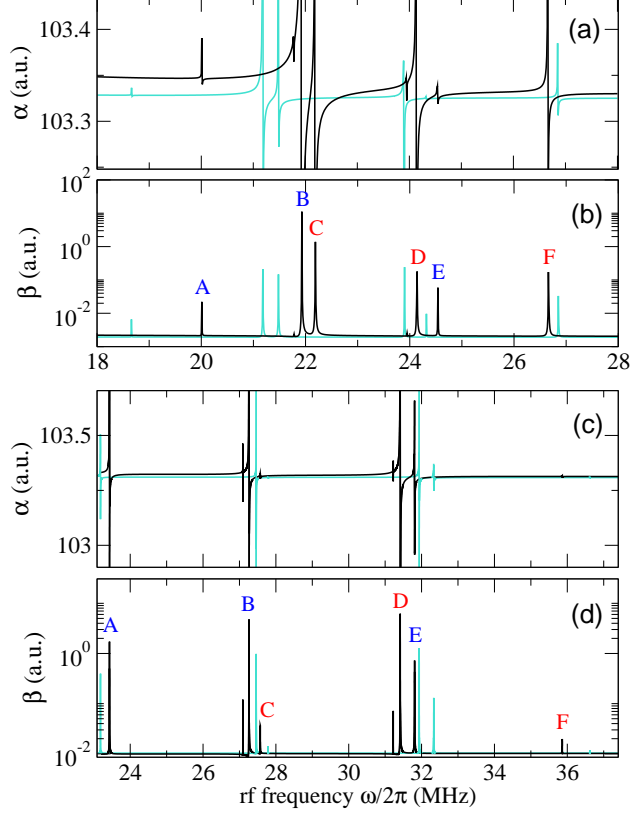 103.4
(a)
α (a.u.)
103.3
10²
B
(b)
C
10⁰
D
F
β (a.u.)
A
E
10⁻²
18 20 22 24 26 28
103.5
(c)
α (a.u.)
103
D
(d)
B
A
E
10⁰
β (a.u.)
C
F
10⁻²
24 26 28 30 32 34 36
rf frequency ω/2π (MHz)